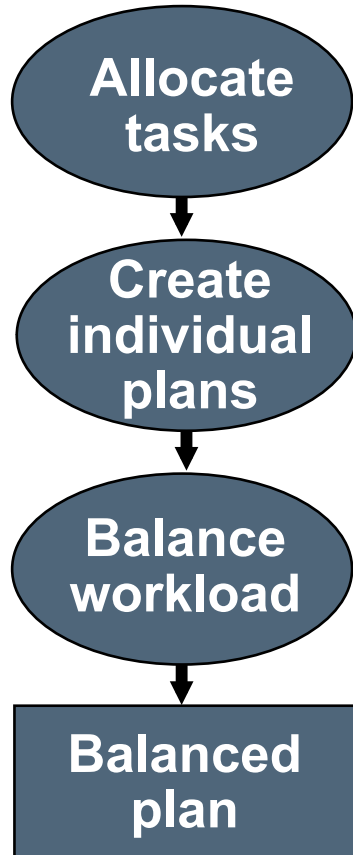 Allocate
tasks
Create
individual
plans
Balance
workload
Balanced
plan